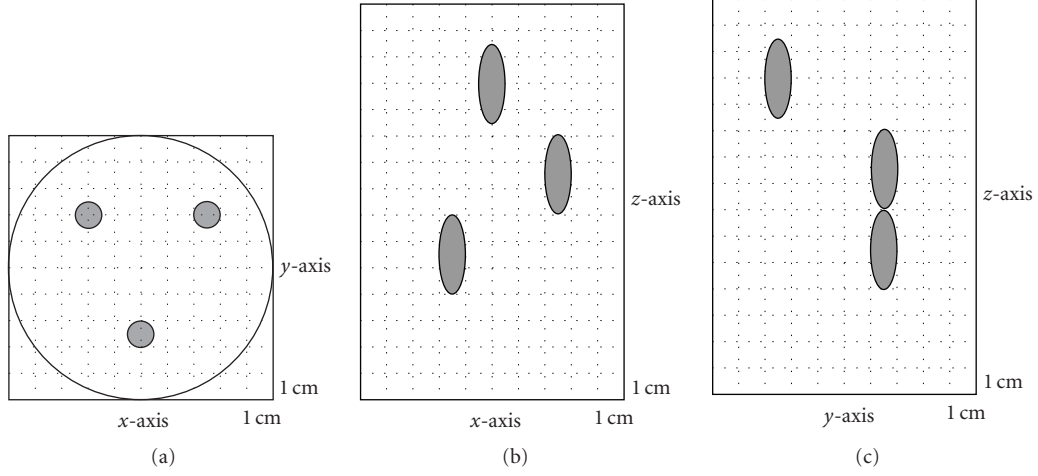 y-axis
1 cm
x-axis
1 cm
(a)
z-axis
1 cm
x-axis
1 cm
(b)
z-axis
1 cm
y-axis
1 cm
(c)